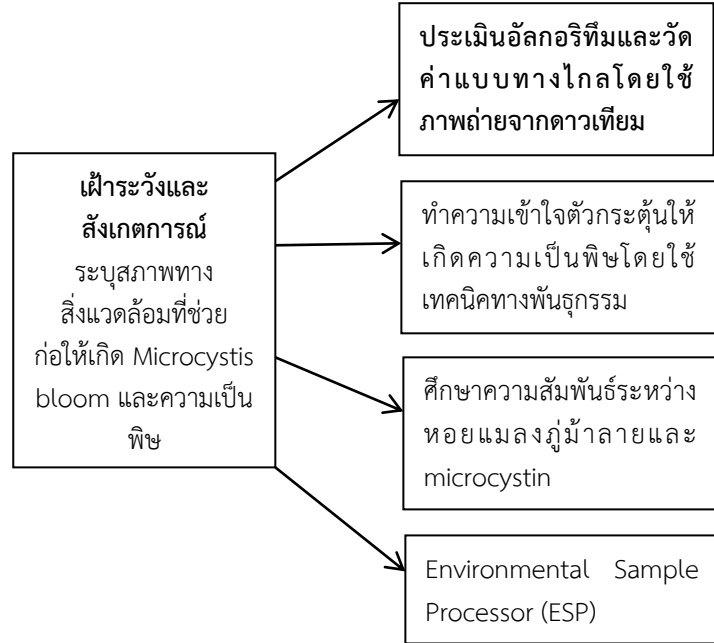 ประเมินอัลกอริทึมและวัด
ค่าแบบทางไกลโดยใช้
ภาพถ่ายจากดาวเทียม
เฝ้าระวังและ
สังเกตการณ์
ระบุสภาพทาง
สิ่งแวดล้อมที่ช่วย
ก่อให้เกิด Microcystis
bloom และความเป็น
พิษ
ทำความเข้าใจตัวกระตุ้นให้
เกิดความเป็นพิษโดยใช้
เทคนิคทางพันธุกรรม
ศึกษาความสัมพันธ์ระหว่าง
หอยแมลงภู่ม้าลายและ
microcystin
Environmental Sample
Processor (ESP)